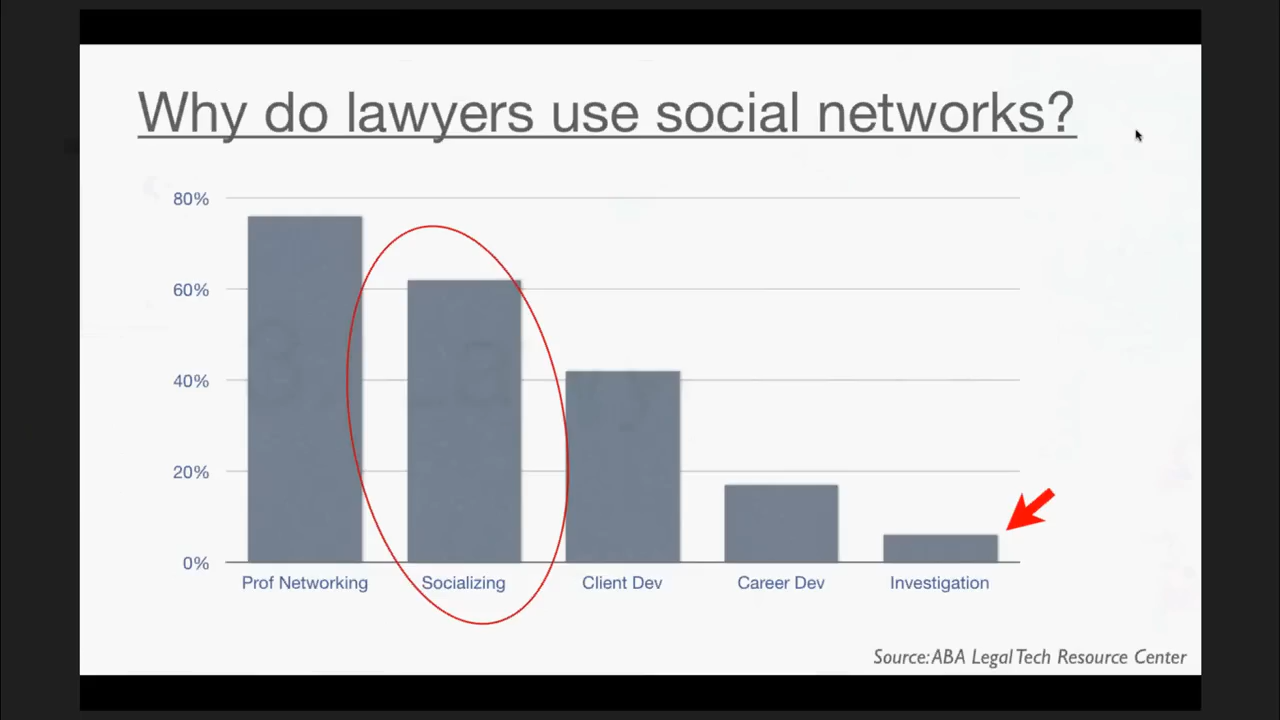 Why do lawyers use social networks?
80%
60%
40%
20%
0%
Prof Networking Socializing Client Dev Career Dev Investigation
Source: ABA Legal Tech Resource Center